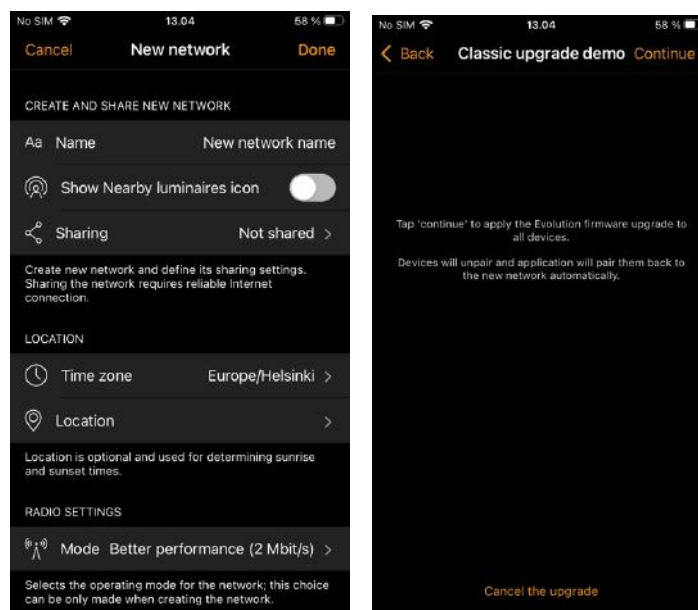 No SIM 13.04 58 %
Cancel New network Done
CREATE AND SHARE NEW NETWORK
Aa Name New network name
Show Nearby luminaires icon
Sharing Not shared >
Create new network and define its sharing settings.
Sharing the network requires reliable Internet
connection.
LOCATION
Time zone Europe/Helsinki >
Location >
Location is optional and used for determining sunrise
and sunset times.
RADIO SETTINGS
Mode Better performance (2 Mbit/s) >
Selects the operating mode for the network; this choice
can be only made when creating the network.
No SIM 13.04 58 %
< Back Classic upgrade demo Continue
Tap 'continue' to apply the Evolution firmware upgrade to
all devices.
Devices will unpair and application will pair them back to
the new network automatically.
Cancel the upgrade